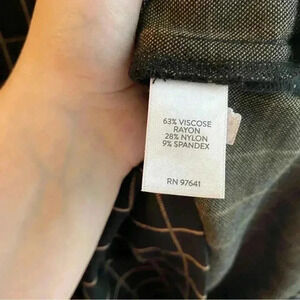 63% VISCOSE
RAYON
28% NYLON
9% SPANDEX
RN 97641